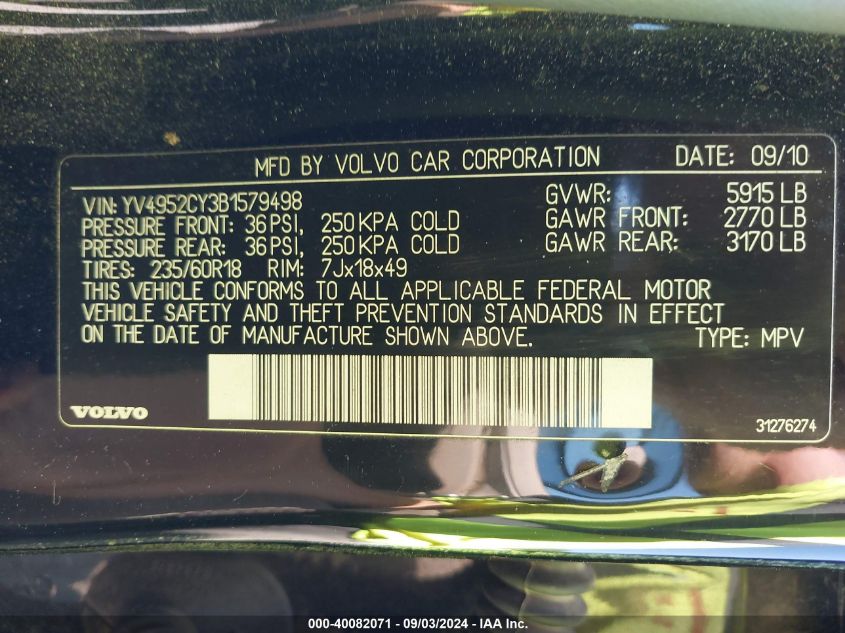 MFD BY VOLVO CAR CORPORATION DATE: 09/10
VIN: YV4952CY3B1579498 GVWR: 5915 LB
PRESSURE FRONT: 36 PSI, 250 KPA COLD GAWR FRONT: 2770 LB
PRESSURE REAR: 36 PSI, 250 KPA COLD GAWR REAR: 3170 LB
TIRES: 235/60R18 RIM: 7Jx18x49
THIS VEHICLE CONFORMS TO ALL APPLICABLE FEDERAL MOTOR
VEHICLE SAFETY AND THEFT PREVENTION STANDARDS IN EFFECT
ON THE DATE OF MANUFACTURE SHOWN ABOVE. TYPE: MPV
VOLVO 31276274
000-40082071 - 09/03/2024 - IAA Inc.